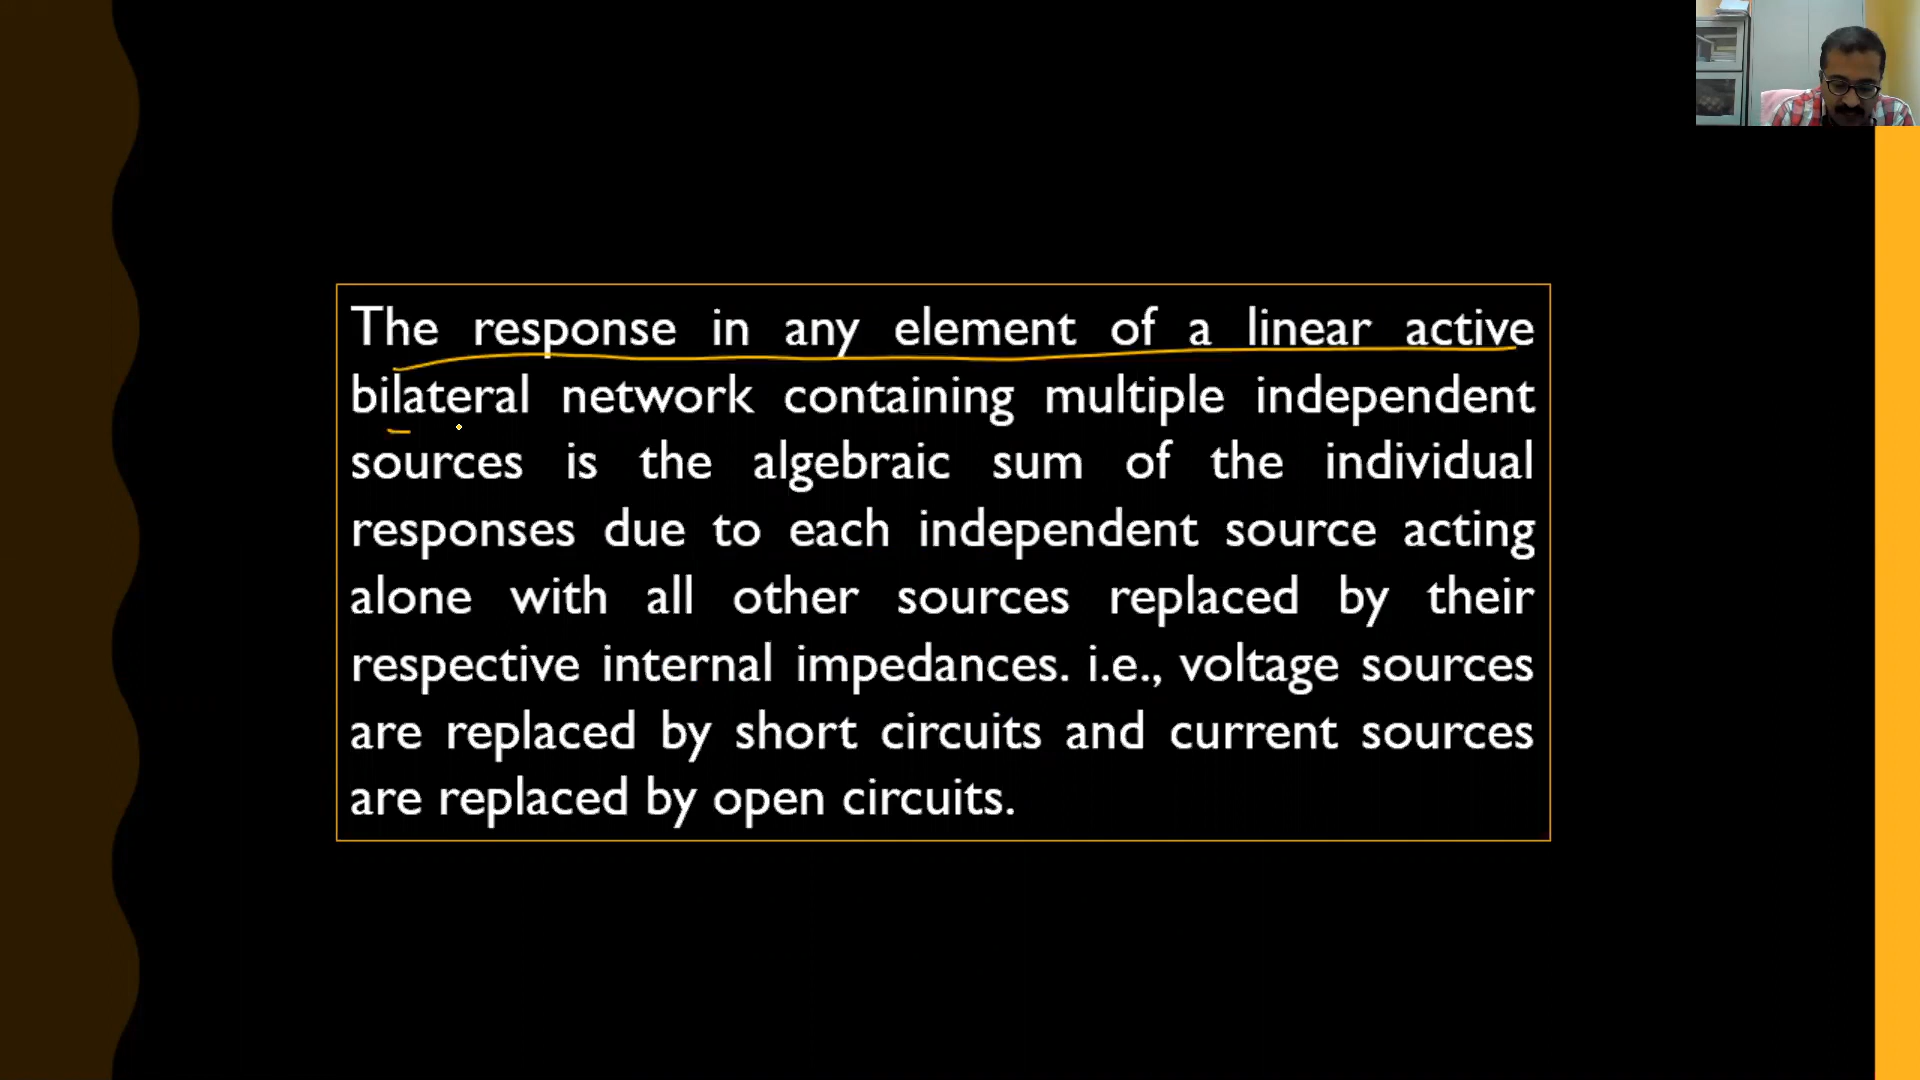 The response in any element of a linear active
bilateral network containing multiple independent
sources is the algebraic sum of the individual
responses due to each independent source acting
alone with all other sources replaced by their
respective internal impedances. i.e., voltage sources
are replaced by short circuits and current sources
are replaced by open circuits.